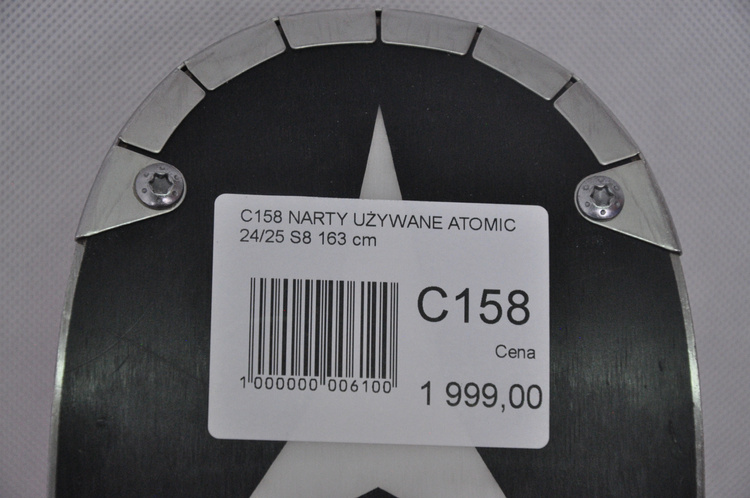 C158 NARTY UŻYWANE ATOMIC
24/25 S8 163 cm
C158
Cena
1 000000 006100
1 999,00